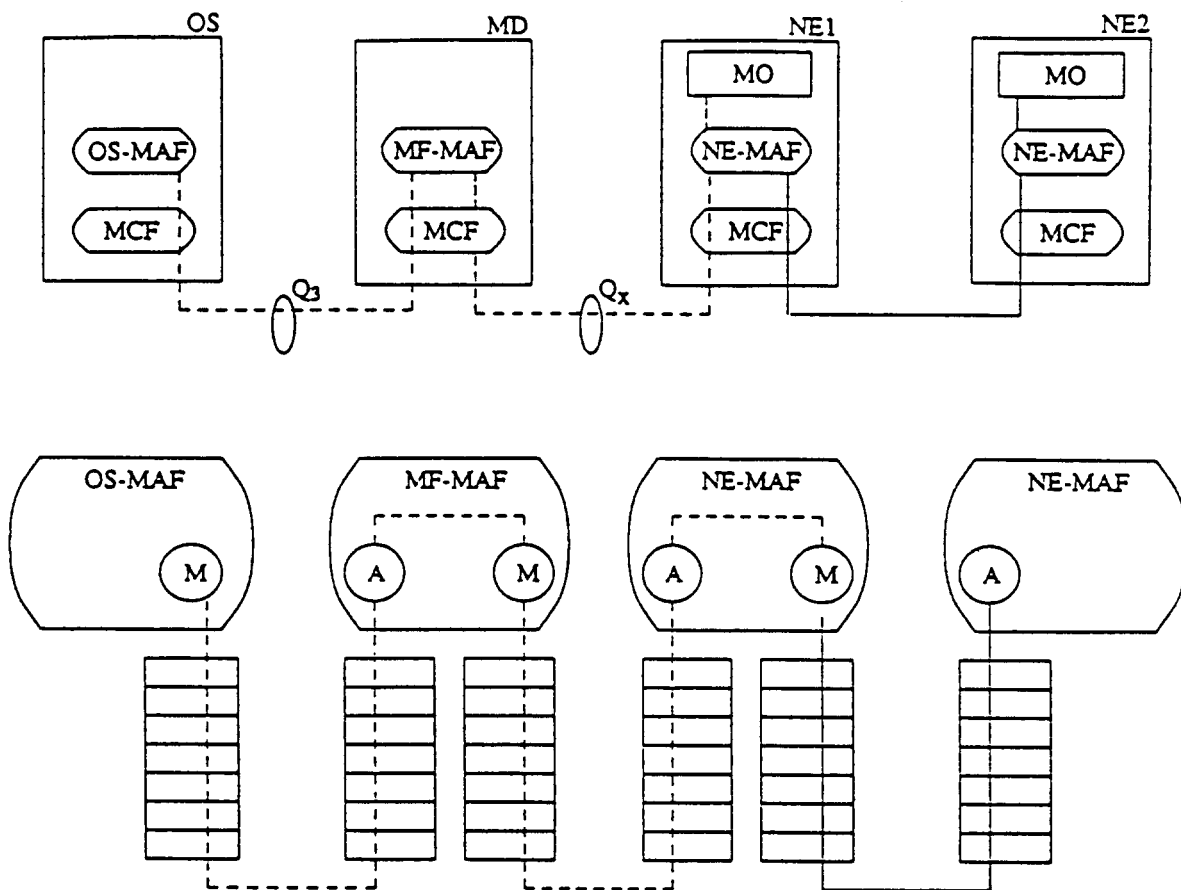 OS
MD
NE1
NE2
MO
MO
OS-MAF
MF-MAF
NE-MAF
NE-MAF
MCF
MCF
MCF
MCF
Q3
Qx
OS-MAF
MF-MAF
NE-MAF
NE-MAF
M
A
M
A
M
A